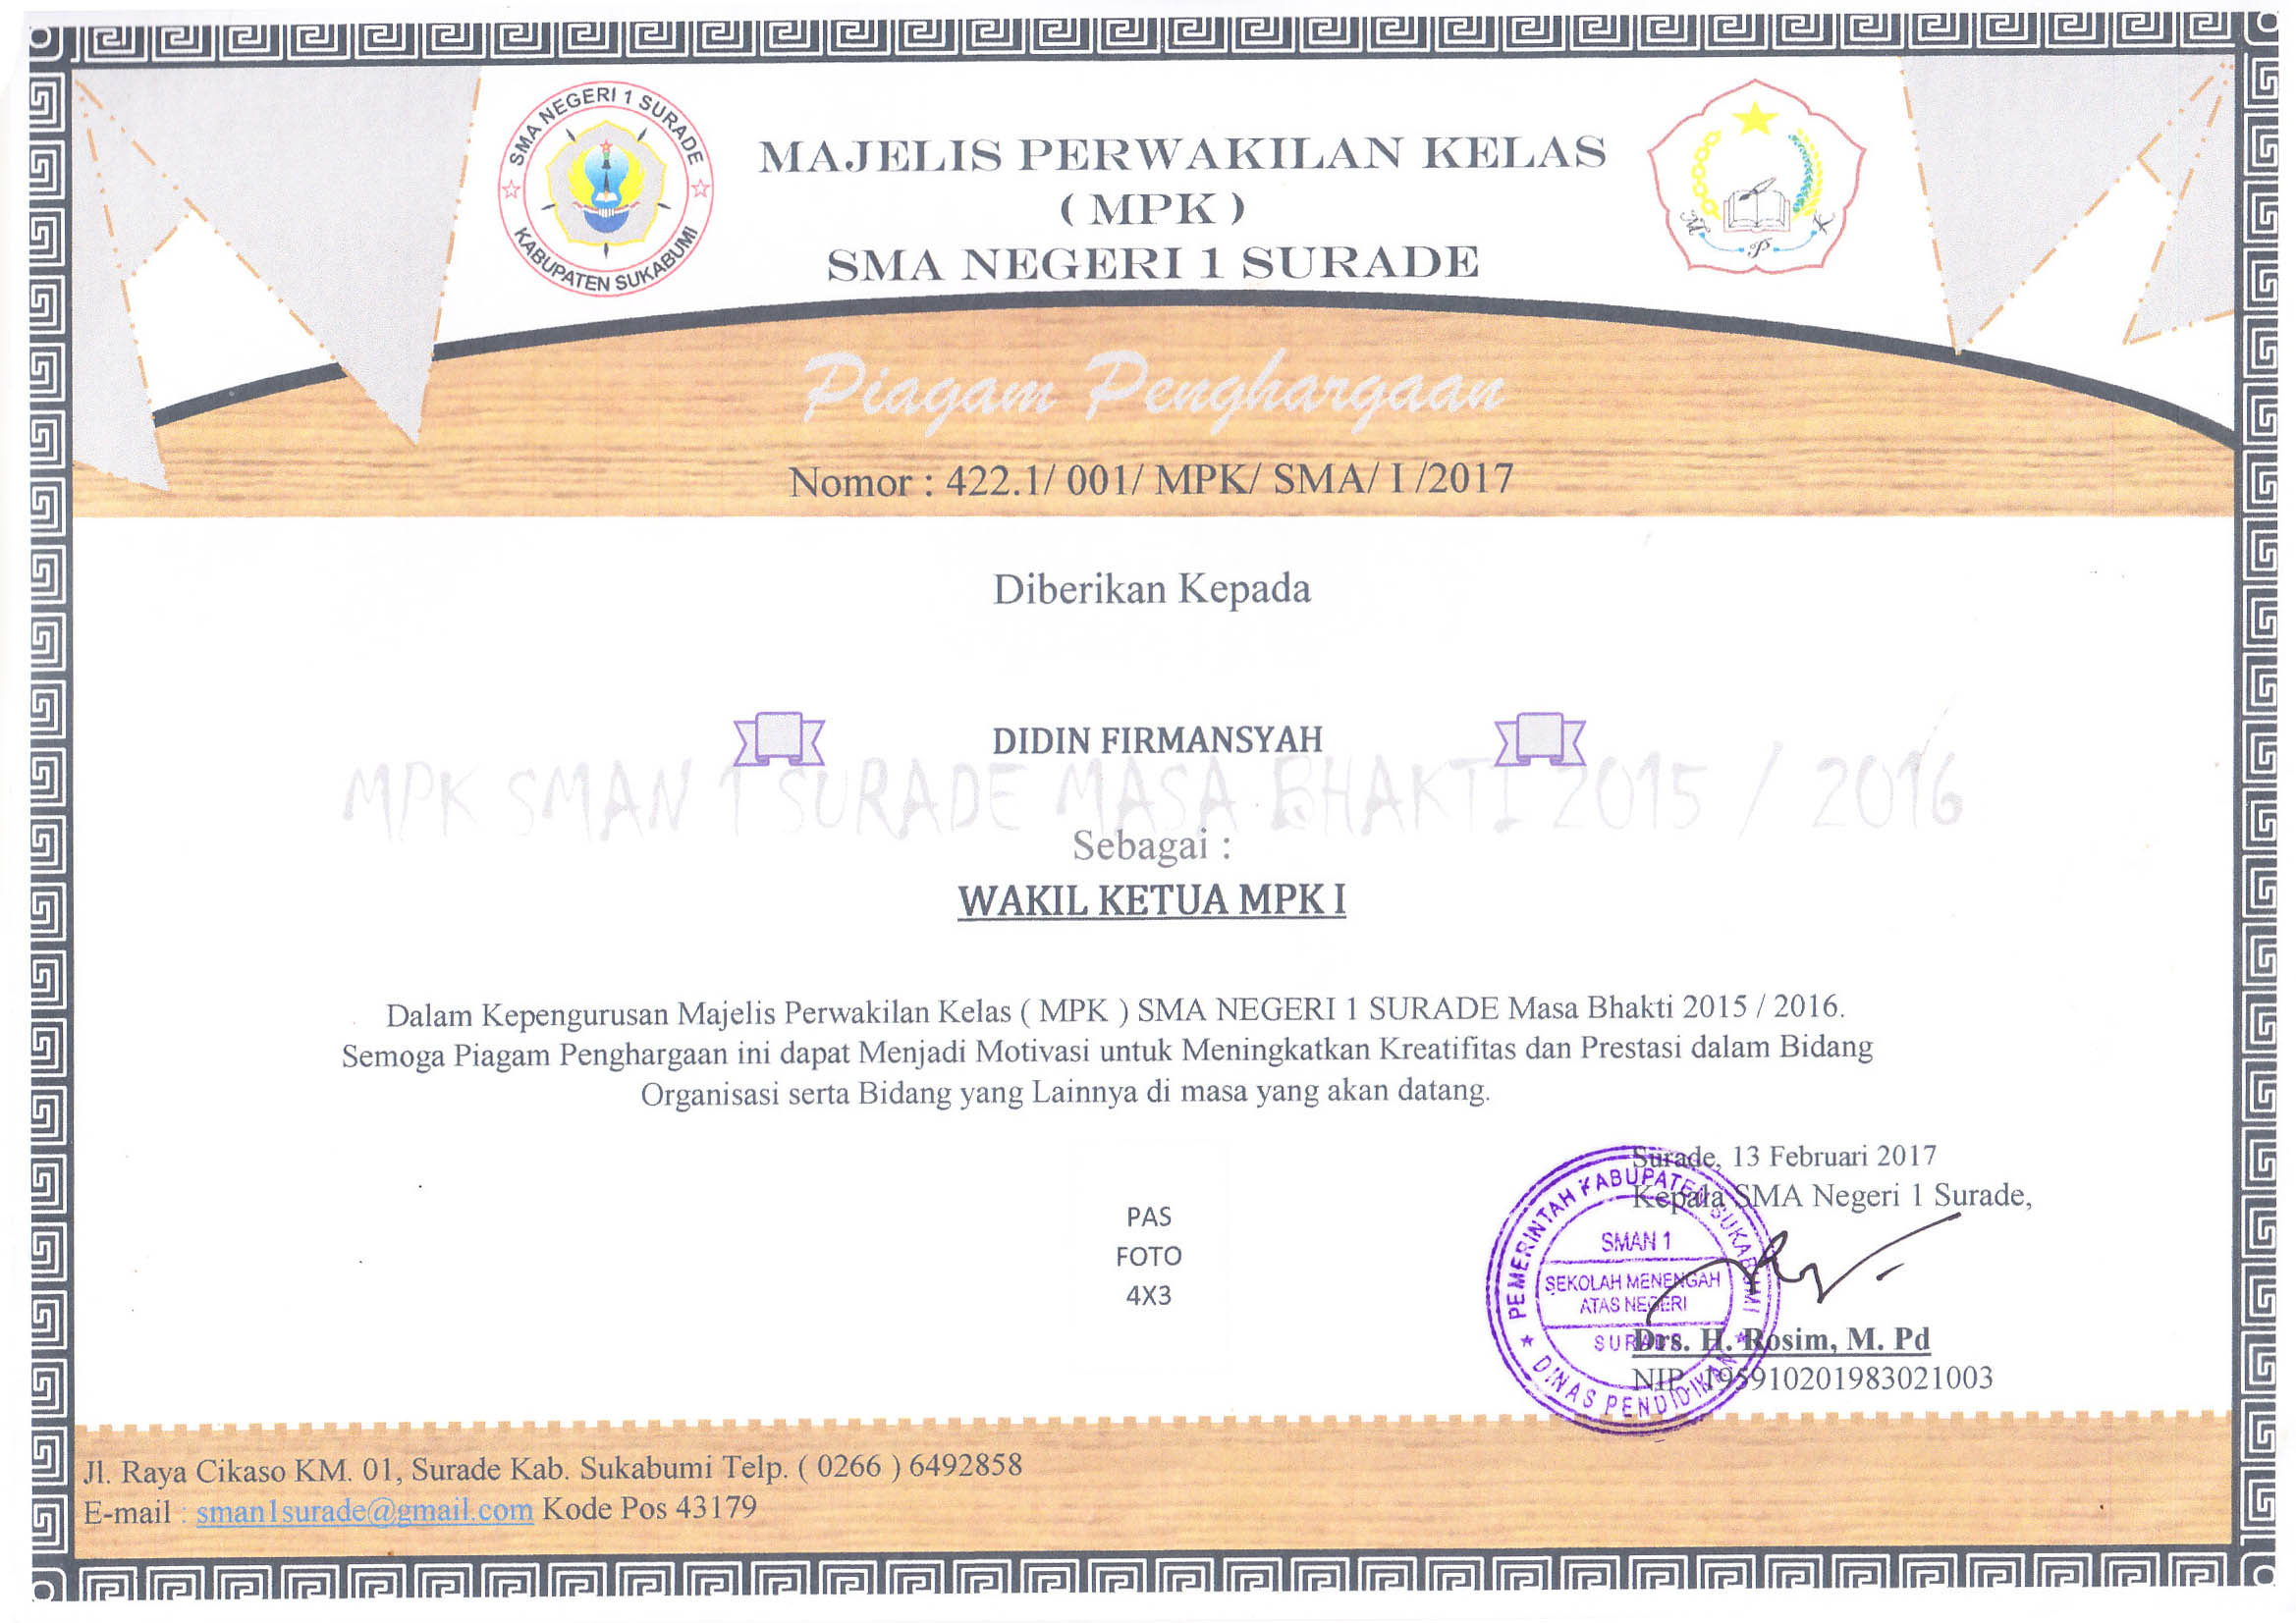 SMA NEGERI 1 SURADE
KABUPATEN SUKABUMI
MAJELIS PERWAKILAN KELAS
( MPK )
SMA NEGERI 1 SURADE
M P K
Piagam Penghargaan
Nomor : 422.1/ 001/ MPK/ SMA/ I /2017
Diberikan Kepada
DIDIN FIRMANSYAH
MPK SMAN 1 SURADE MASA BHAKTI 2015 / 2016
Sebagai :
WAKIL KETUA MPK I
Dalam Kepengurusan Majelis Perwakilan Kelas ( MPK ) SMA NEGERI 1 SURADE Masa Bhakti 2015 / 2016.
Semoga Piagam Penghargaan ini dapat Menjadi Motivasi untuk Meningkatkan Kreatifitas dan Prestasi dalam Bidang
Organisasi serta Bidang yang Lainnya di masa yang akan datang.
PAS
FOTO
4X3
Surade, 13 Februari 2017
Kepala SMA Negeri 1 Surade,
PEMERINTAH KABUPATEN SUKABUMI
SMAN 1
SEKOLAH MENENGAH
ATAS NEGERI
SURADE
DINAS PENDIDIKAN
Drs. H. Rosim, M. Pd
NIP. 195910201983021003
Jl. Raya Cikaso KM. 01, Surade Kab. Sukabumi Telp. ( 0266 ) 6492858
E-mail : sman1surade@gmail.com Kode Pos 43179